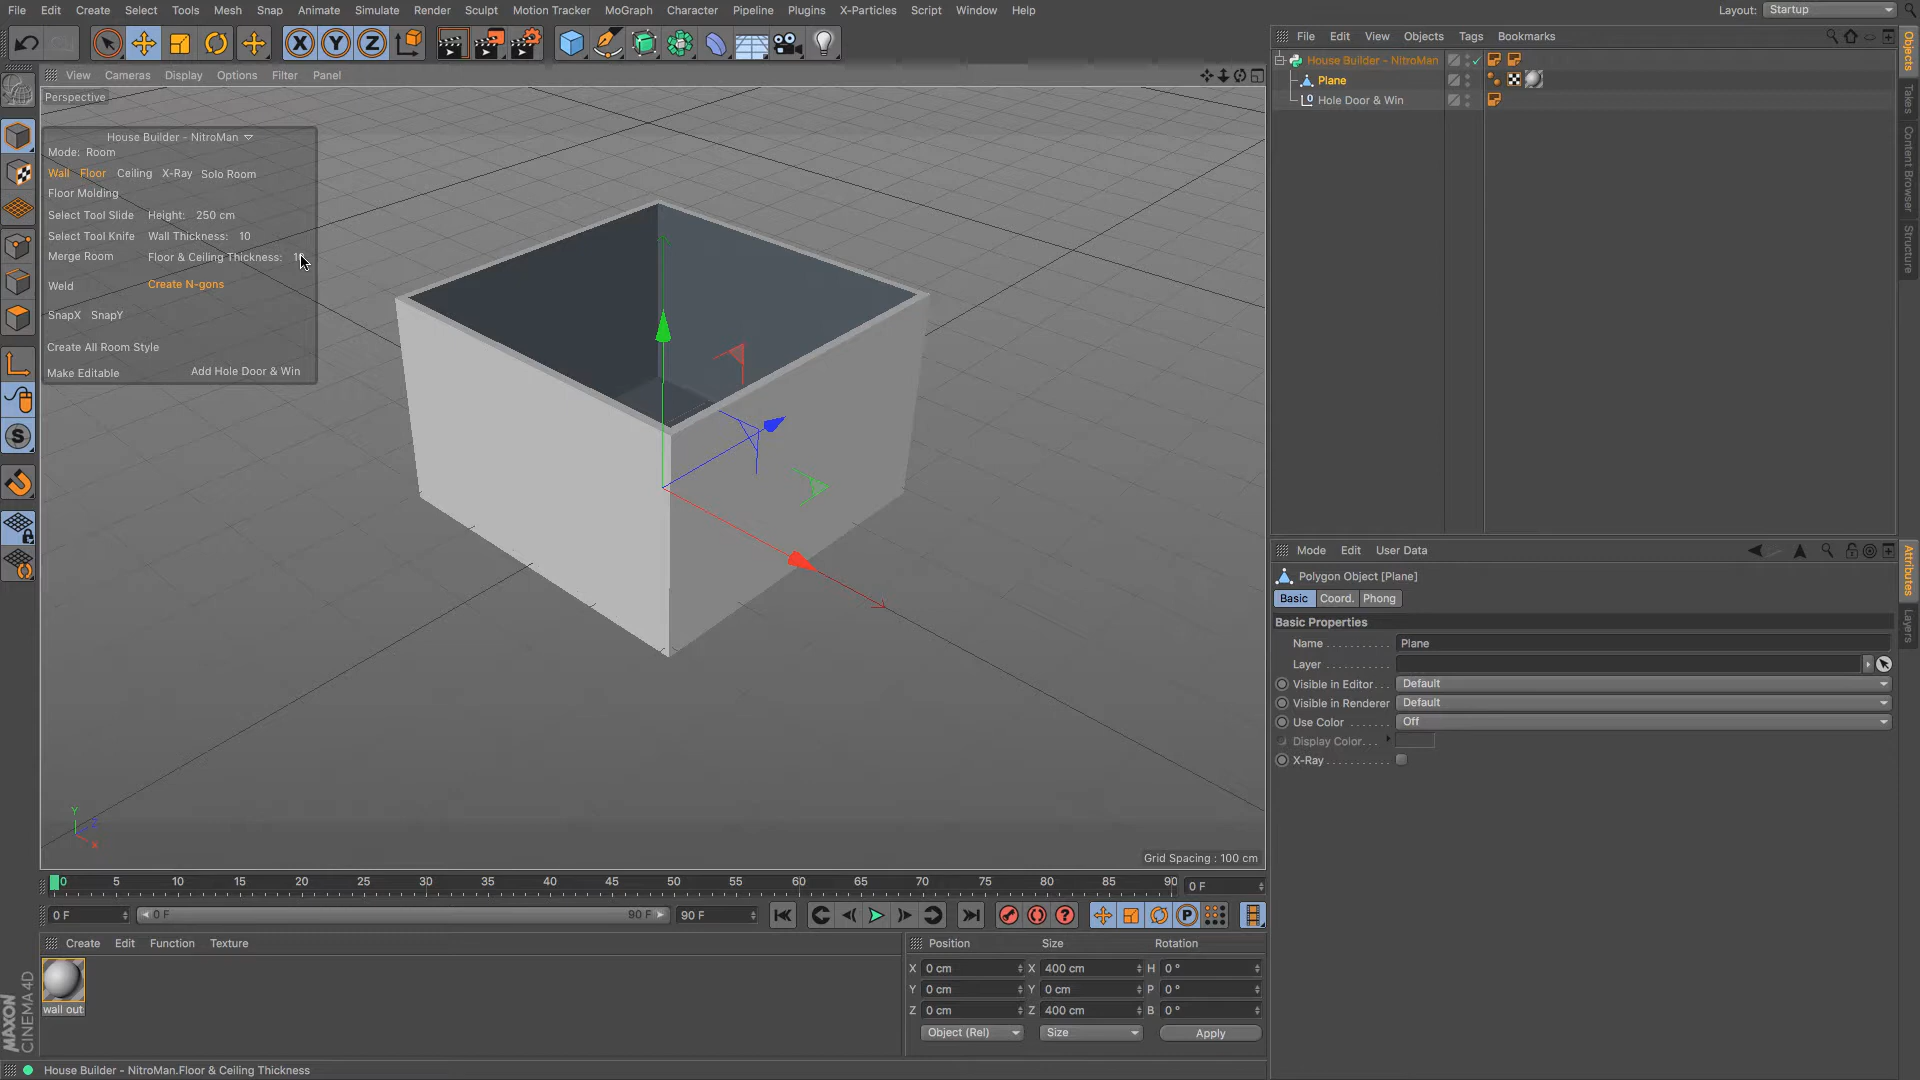 File Edit Create Select Tools Mesh Snap Animate Simulate Render Sculpt Motion Tracker MoGraph Character Pipeline Plugins X-Particles Script Window Help Layout: Startup
View Cameras Display Options Filter Panel
Perspective
House Builder - NitroMan
Mode: Room
Wall Floor Ceiling X-Ray Solo Room
Floor Molding
Select Tool Slide Height: 250 cm
Select Tool Knife Wall Thickness: 10
Merge Room Floor & Ceiling Thickness:
Weld Create N-gons
SnapX SnapY
Create All Room Style
Make Editable Add Hole Door & Win
Y
Z
X
Grid Spacing : 100 cm
0 5 10 15 20 25 30 35 40 45 50 55 60 65 70 75 80 85 90 0 F
0 F 0 F 90 F 90 F
Create Edit Function Texture
wall out
MAXON
CINEMA 4D
Position Size Rotation
X 0 cm X 400 cm H 0 °
Y 0 cm Y 0 cm P 0 °
Z 0 cm Z 400 cm B 0 °
Object (Rel) Size Apply
House Builder - NitroMan.Floor & Ceiling Thickness
File Edit View Objects Tags Bookmarks
House Builder - NitroMan
Plane
Hole Door & Win
Objects
Takes
Content Browser
Structure
Mode Edit User Data
Polygon Object [Plane]
Basic Coord. Phong
Basic Properties
Name Plane
Layer
Visible in Editor Default
Visible in Renderer Default
Use Color Off
Display Color
X-Ray
Attributes
Layers